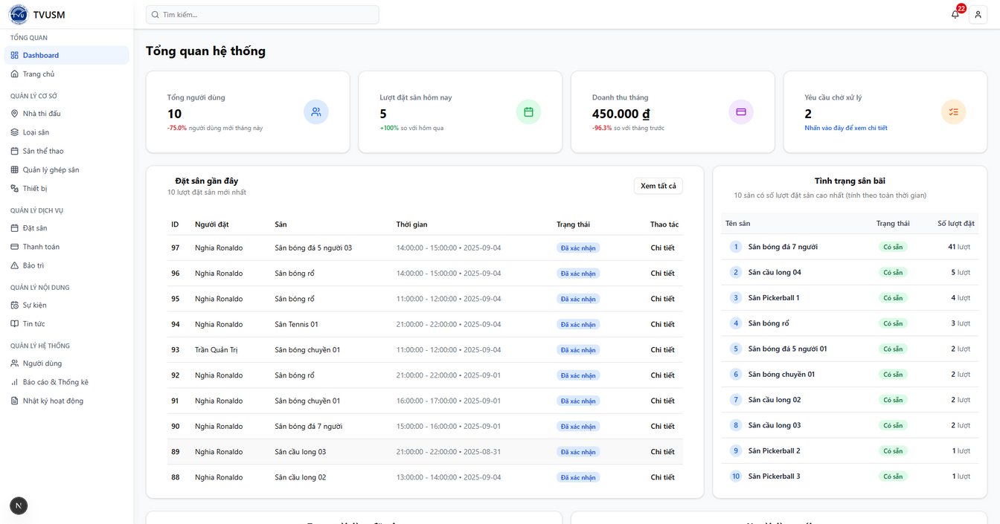 TVU
TVUSM
Tìm kiếm...
22
TỔNG QUAN
Dashboard
Trang chủ
QUẢN LÝ CƠ SỞ
Nhà thi đấu
Loại sân
Sân thể thao
Quản lý ghép sân
Thiết bị
QUẢN LÝ DỊCH VỤ
Đặt sân
Thanh toán
Bảo trì
QUẢN LÝ NỘI DUNG
Sự kiện
Tin tức
QUẢN LÝ HỆ THỐNG
Người dùng
Báo cáo & Thống kê
Nhật ký hoạt động
N
Tổng quan hệ thống
Tổng người dùng
10
-75.0% người dùng mới tháng này
Lượt đặt sân hôm nay
5
+100% so với hôm qua
Doanh thu tháng
450.000 ₫
-96.3% so với tháng trước
Yêu cầu chờ xử lý
2
Nhấn vào đây để xem chi tiết
Đặt sân gần đây
10 lượt đặt sân mới nhất
Xem tất cả
ID Người đặt Sân Thời gian Trạng thái Thao tác
97 Nghia Ronaldo Sân bóng đá 5 người 03 14:00:00 - 15:00:00 • 2025-09-04 Đã xác nhận Chi tiết
96 Nghia Ronaldo Sân bóng rổ 14:00:00 - 15:00:00 • 2025-09-04 Đã xác nhận Chi tiết
95 Nghia Ronaldo Sân bóng rổ 11:00:00 - 12:00:00 • 2025-09-04 Đã xác nhận Chi tiết
94 Nghia Ronaldo Sân Tennis 01 21:00:00 - 22:00:00 • 2025-09-04 Đã xác nhận Chi tiết
93 Trần Quản Trị Sân bóng chuyền 01 11:00:00 - 12:00:00 • 2025-09-04 Đã xác nhận Chi tiết
92 Nghia Ronaldo Sân bóng rổ 21:00:00 - 22:00:00 • 2025-09-01 Đã xác nhận Chi tiết
91 Nghia Ronaldo Sân bóng chuyền 01 16:00:00 - 17:00:00 • 2025-09-01 Đã xác nhận Chi tiết
90 Nghia Ronaldo Sân bóng đá 7 người 15:00:00 - 16:00:00 • 2025-09-01 Đã xác nhận Chi tiết
89 Nghia Ronaldo Sân cầu long 03 21:00:00 - 22:00:00 • 2025-08-31 Đã xác nhận Chi tiết
88 Nghia Ronaldo Sân cầu long 02 13:00:00 - 14:00:00 • 2025-09-04 Đã xác nhận Chi tiết
Tình trạng sân bãi
10 sân có số lượt đặt sân cao nhất (tính theo toàn thời gian)
Tên sân Trạng thái Số lượt đặt
1 Sân bóng đá 7 người Có sẵn 41 lượt
2 Sân cầu long 04 Có sẵn 5 lượt
3 Sân Pickerball 1 Có sẵn 4 lượt
4 Sân bóng rổ Có sẵn 3 lượt
5 Sân bóng đá 5 người 01 Có sẵn 2 lượt
6 Sân bóng chuyền 01 Có sẵn 2 lượt
7 Sân cầu long 02 Có sẵn 2 lượt
8 Sân cầu long 03 Có sẵn 2 lượt
9 Sân Pickerball 2 Có sẵn 1 lượt
10 Sân Pickerball 3 Có sẵn 1 lượt